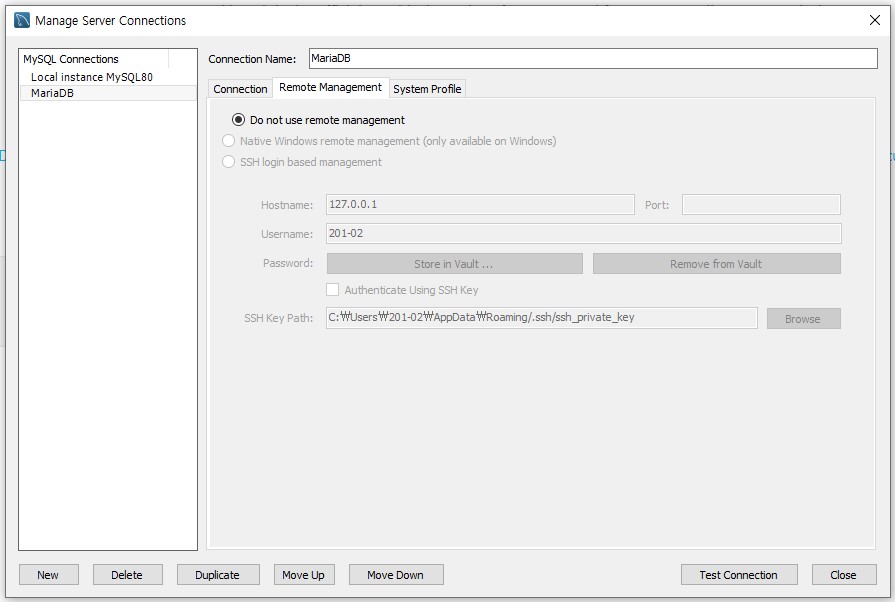 Manage Server Connections
MySQL Connections
Local instance MySQL80
MariaDB
Connection Name: MariaDB
Connection Remote Management System Profile
Do not use remote management
Native Windows remote management (only available on Windows)
SSH login based management
Hostname: 127.0.0.1 Port:
Username: 201-02
Password: Store in Vault ... Remove from Vault
Authenticate Using SSH Key
SSH Key Path: C:₩Users₩201-02₩AppData₩Roaming/.ssh/ssh_private_key Browse
New Delete Duplicate Move Up Move Down Test Connection Close